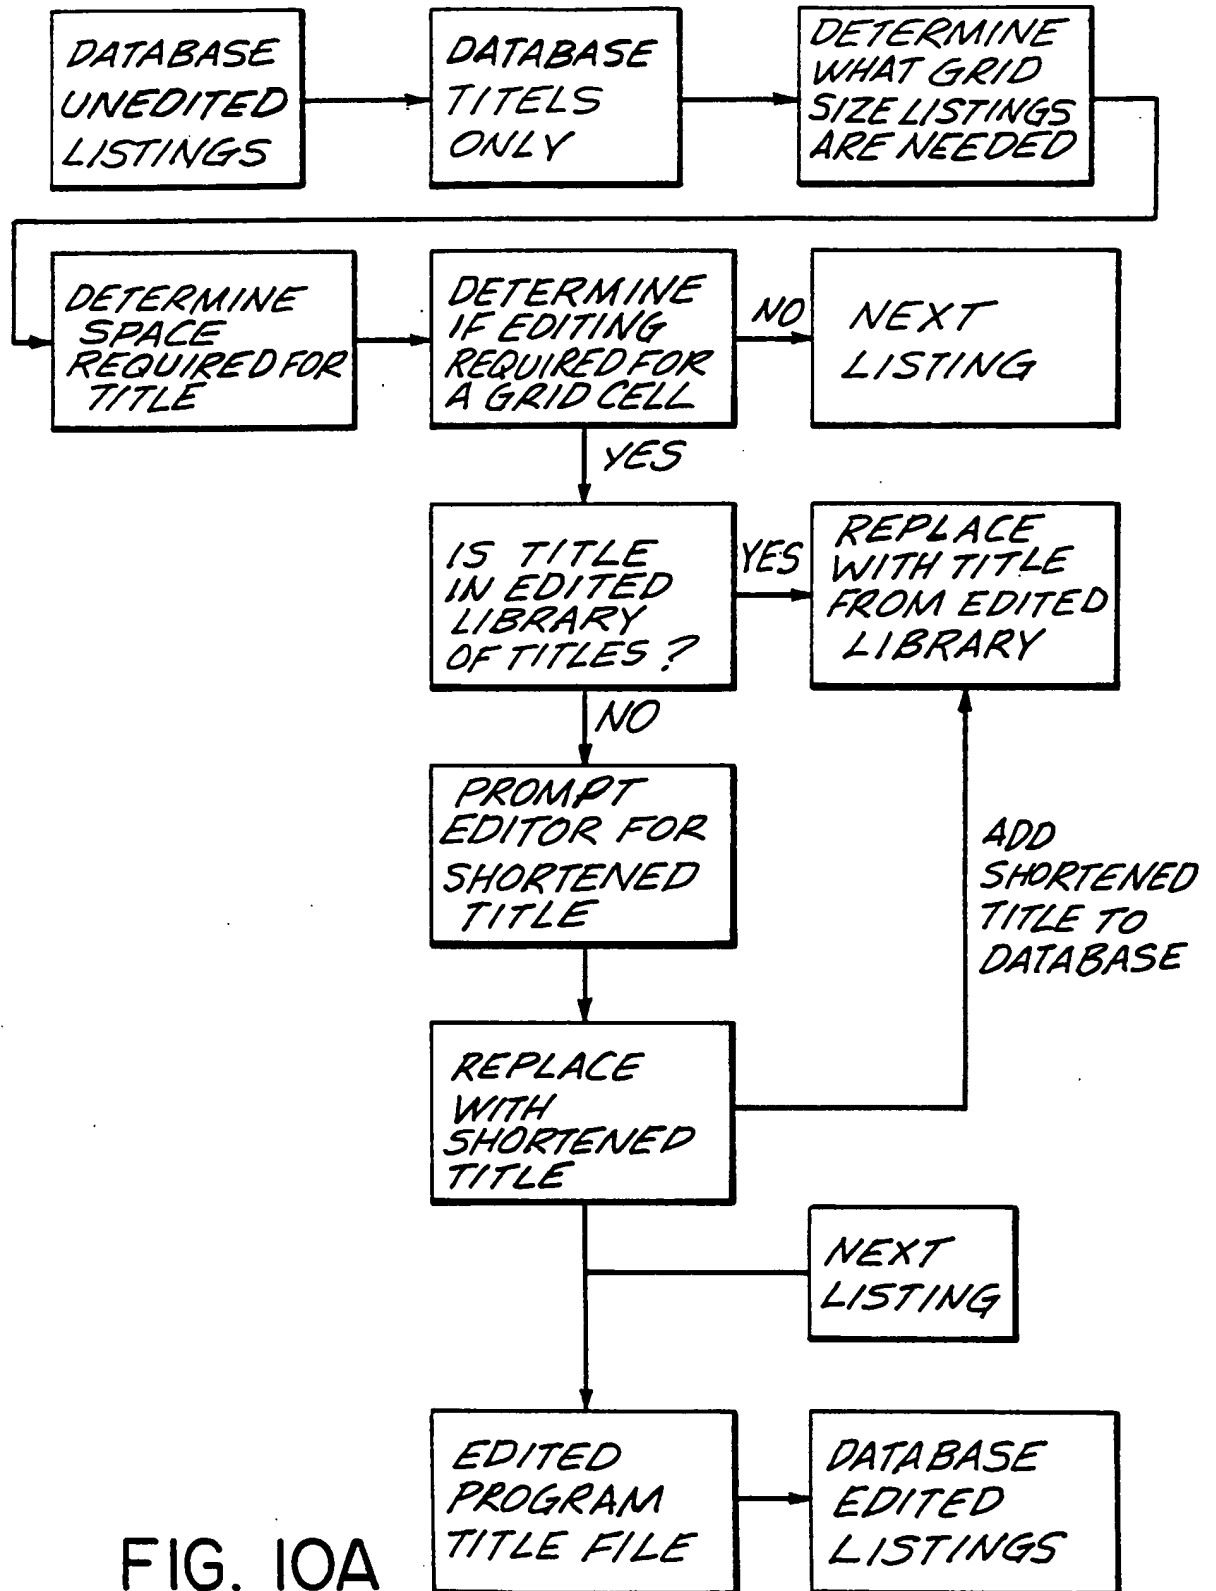 DATABASE
UNEDITED
LISTINGS
DATABASE
TITELS
ONLY
DETERMINE
WHAT GRID
SIZE LISTINGS
ARE NEEDED
DETERMINE
SPACE
REQUIRED FOR
TITLE
DETERMINE
IF EDITING
REQUIRED FOR
A GRID CELL
NO
NEXT
LISTING
YES
IS TITLE
IN EDITED
LIBRARY
OF TITLES?
YES
REPLACE
WITH TITLE
FROM EDITED
LIBRARY
NO
PROMPT
EDITOR FOR
SHORTENED
TITLE
ADD
SHORTENED
TITLE TO
DATABASE
REPLACE
WITH
SHORTENED
TITLE
NEXT
LISTING
EDITED
PROGRAM
TITLE FILE
DATABASE
EDITED
LISTINGS
FIG. 10A